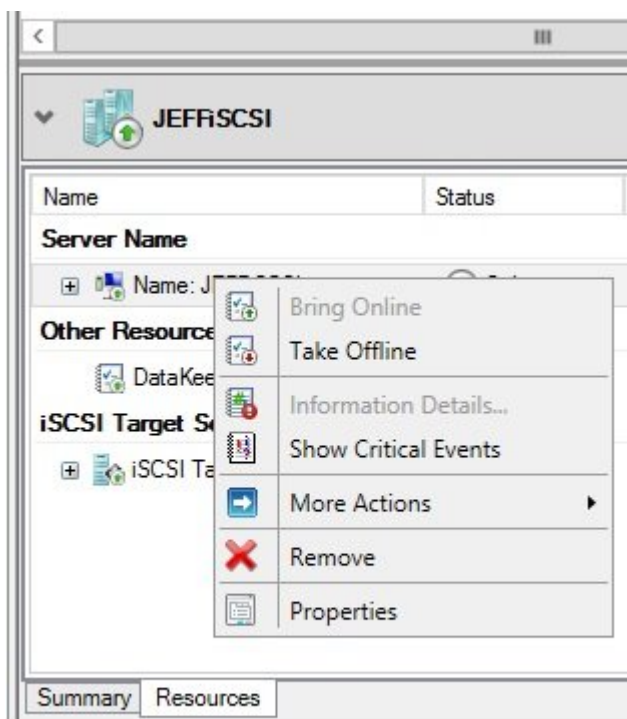 JEFFiSCSI
Name Status
Server Name
Name:
Bring Online
Take Offline
Other Resource
DataKee
Information Details...
iSCSI Target Se
Show Critical Events
iSCSI Ta
More Actions
Remove
Properties
Summary Resources